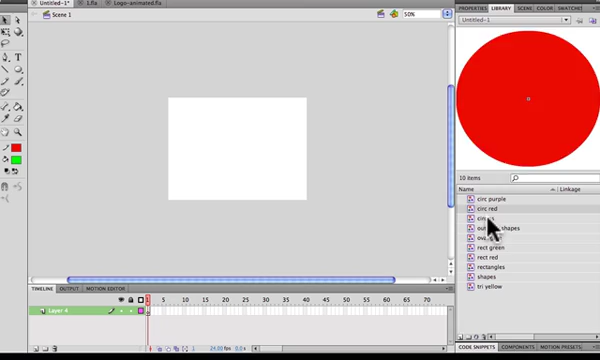 Untitled-1* 1.fla Logo-animated.fla
Scene 1
50%
PROPERTIES LIBRARY SCENE COLOR SWATCHES
Untitled-1
10 items
Name Linkage
circ purple
circ red
out shapes
rect green
rect red
rectangles
shapes
tri yellow
TIMELINE OUTPUT MOTION EDITOR
1 5 10 15 20 25 30 35 40 45 50 55 60 65 70
Layer 4
1 24.00 fps 0.0 s
CODE SNIPPETS COMPONENTS MOTION PRESETS